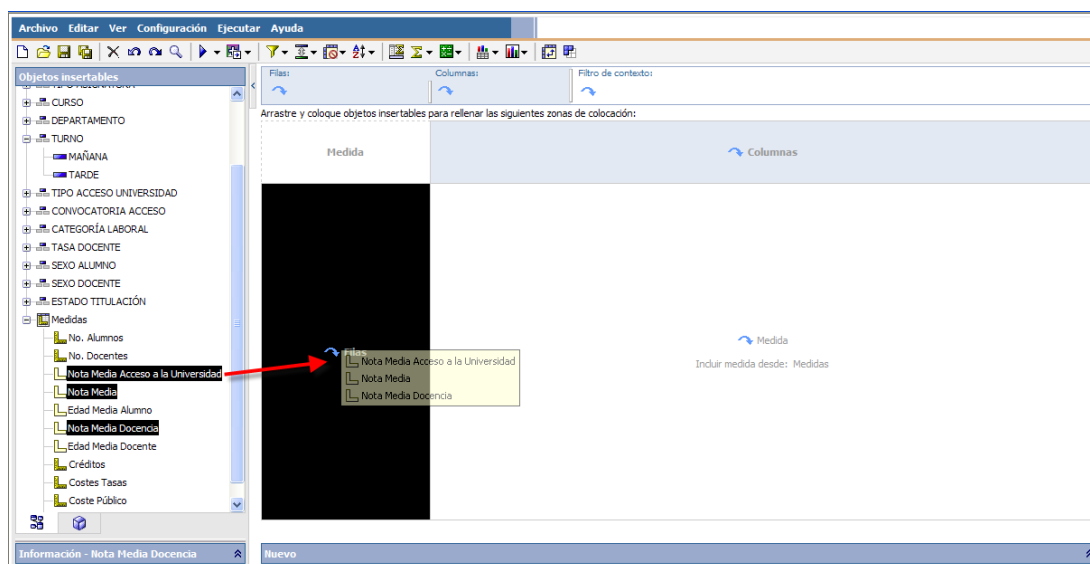 Archivo Editar Ver Configuración Ejecutar Ayuda
Objetos insertables
CURSO
DEPARTAMENTO
TURNO
MAÑANA
TARDE
TIPO ACCESO UNIVERSIDAD
CONVOCATORIA ACCESO
CATEGORÍA LABORAL
TASA DOCENTE
SEXO ALUMNO
SEXO DOCENTE
ESTADO TITULACIÓN
Medidas
No. Alumnos
No. Docentes
Nota Media Acceso a la Universidad
Nota Media
Edad Media Alumno
Nota Media Docencia
Edad Media Docente
Créditos
Costes Tasas
Coste Público
Información - Nota Media Docencia
Filas:
Columnas:
Filtro de contexto:
Arrastre y coloque objetos insertables para rellenar las siguientes zonas de colocación:
Medida
Columnas
Filas
Nota Media Acceso a la Universidad
Nota Media
Nota Media Docencia
Medida
Incluir medida desde: Medidas
Nuevo